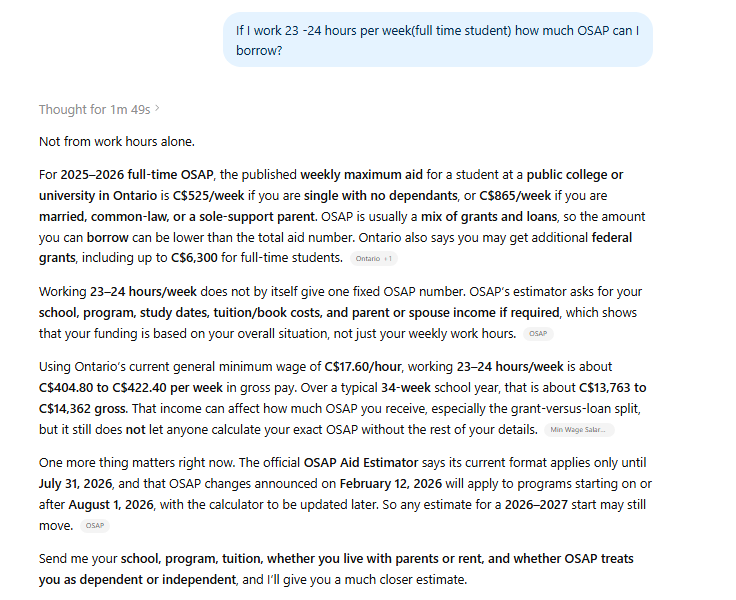 If I work 23 -24 hours per week(full time student) how much OSAP can I
borrow?
Thought for 1m 49s >
Not from work hours alone.
For 2025–2026 full-time OSAP, the published weekly maximum aid for a student at a public college or
university in Ontario is C$525/week if you are single with no dependants, or C$865/week if you are
married, common-law, or a sole-support parent. OSAP is usually a mix of grants and loans, so the amount
you can borrow can be lower than the total aid number. Ontario also says you may get additional federal
grants, including up to C$6,300 for full-time students. Ontario +1
Working 23–24 hours/week does not by itself give one fixed OSAP number. OSAP's estimator asks for your
school, program, study dates, tuition/book costs, and parent or spouse income if required, which shows
that your funding is based on your overall situation, not just your weekly work hours. OSAP
Using Ontario's current general minimum wage of C$17.60/hour, working 23–24 hours/week is about
C$404.80 to C$422.40 per week in gross pay. Over a typical 34-week school year, that is about C$13,763 to
C$14,362 gross. That income can affect how much OSAP you receive, especially the grant-versus-loan split,
but it still does not let anyone calculate your exact OSAP without the rest of your details. Min Wage Salar...
One more thing matters right now. The official OSAP Aid Estimator says its current format applies only until
July 31, 2026, and that OSAP changes announced on February 12, 2026 will apply to programs starting on or
after August 1, 2026, with the calculator to be updated later. So any estimate for a 2026–2027 start may still
move. OSAP
Send me your school, program, tuition, whether you live with parents or rent, and whether OSAP treats
you as dependent or independent, and I'll give you a much closer estimate.